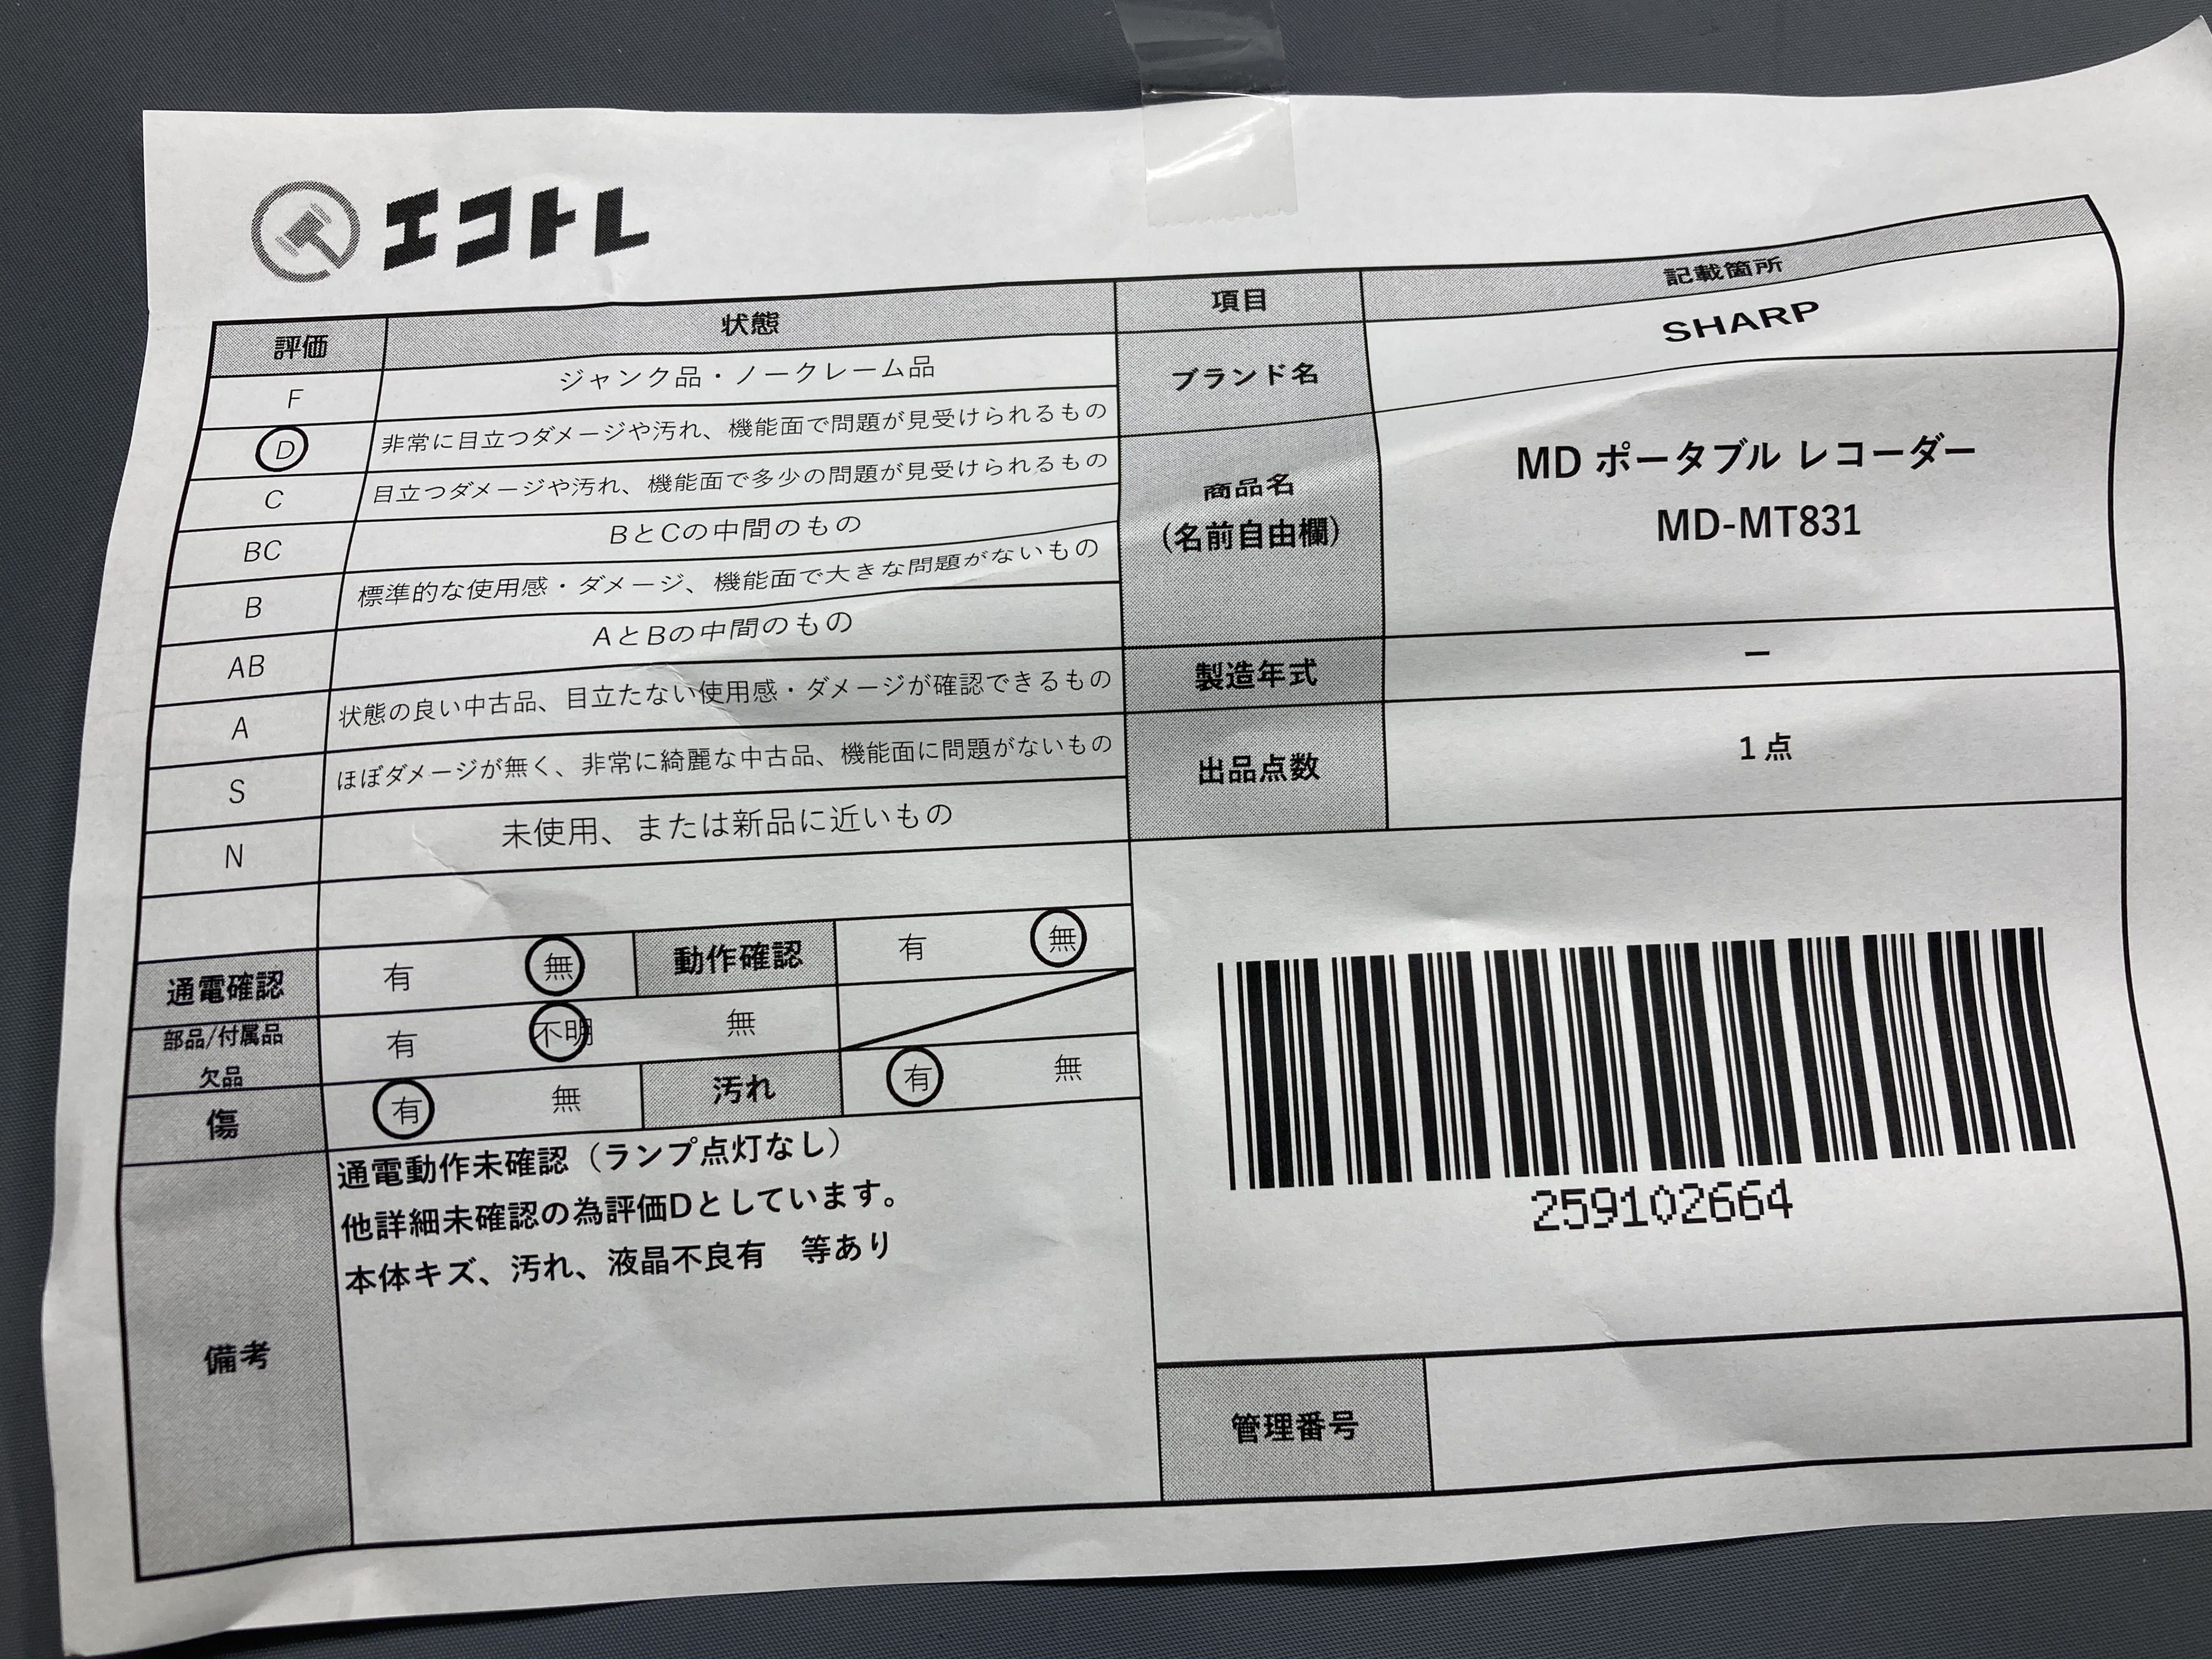 エコトレ
評価 状態
F ジャンク品・ノークレーム品
D 非常に目立つダメージや汚れ、機能面で問題が見受けられるもの
C 目立つダメージや汚れ、機能面で多少の問題が見受けられるもの
BC BとCの中間のもの
B 標準的な使用感・ダメージ、機能面で大きな問題がないもの
AB AとBの中間のもの
A 状態の良い中古品、目立たない使用感・ダメージが確認できるもの
S ほぼダメージが無く、非常に綺麗な中古品、機能面に問題がないもの
N 未使用、または新品に近いもの
通電確認 有 無 動作確認 有 無
部品/付属品
欠品 有 不明 無
傷 有 無 汚れ 有 無
備考
通電動作未確認（ランプ点灯なし）
他詳細未確認の為評価Dとしています。
本体キズ、汚れ、液晶不良有　等あり
項目 記載箇所
ブランド名 SHARP
商品名
(名前自由欄)
MD ポータブル レコーダー
MD-MT831
製造年式 ー
出品点数 1 点
259102664
管理番号